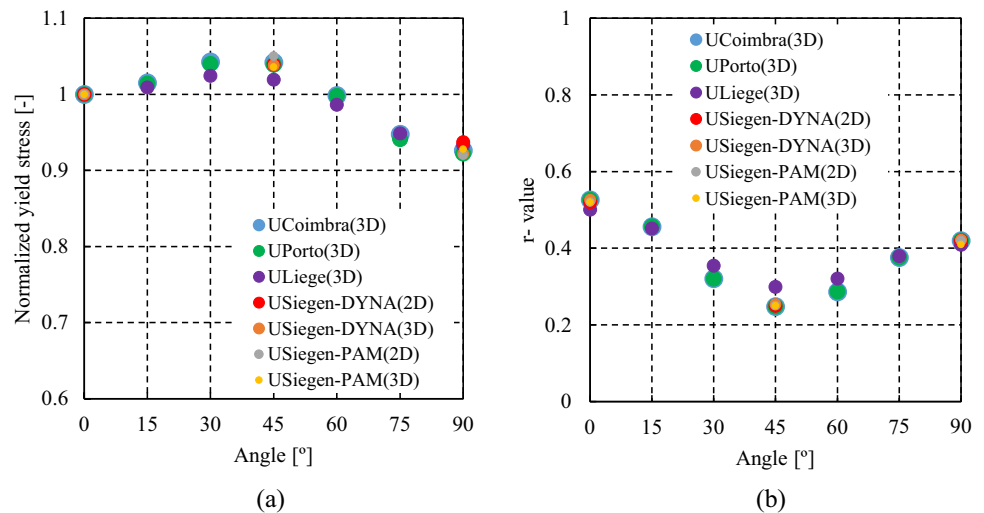 Normalized yield stress [-]
1.1
1
0.9
0.8
0.7
0.6
UCoimbra(3D)
UPorto(3D)
ULiege(3D)
USiegen-DYNA(2D)
USiegen-DYNA(3D)
USiegen-PAM(2D)
USiegen-PAM(3D)
0 15 30 45 60 75 90
Angle [º]
(a)
r- value
1
0.8
0.6
0.4
0.2
0
UCoimbra(3D)
UPorto(3D)
ULiege(3D)
USiegen-DYNA(2D)
USiegen-DYNA(3D)
USiegen-PAM(2D)
USiegen-PAM(3D)
0 15 30 45 60 75 90
Angle [º]
(b)